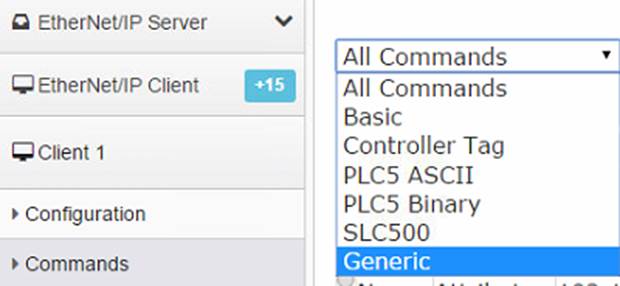 EtherNet/IP Server
EtherNet/IP Client
+15
Client 1
Configuration
Commands
All Commands
All Commands
Basic
Controller Tag
PLC5 ASCII
PLC5 Binary
SLC500
Generic